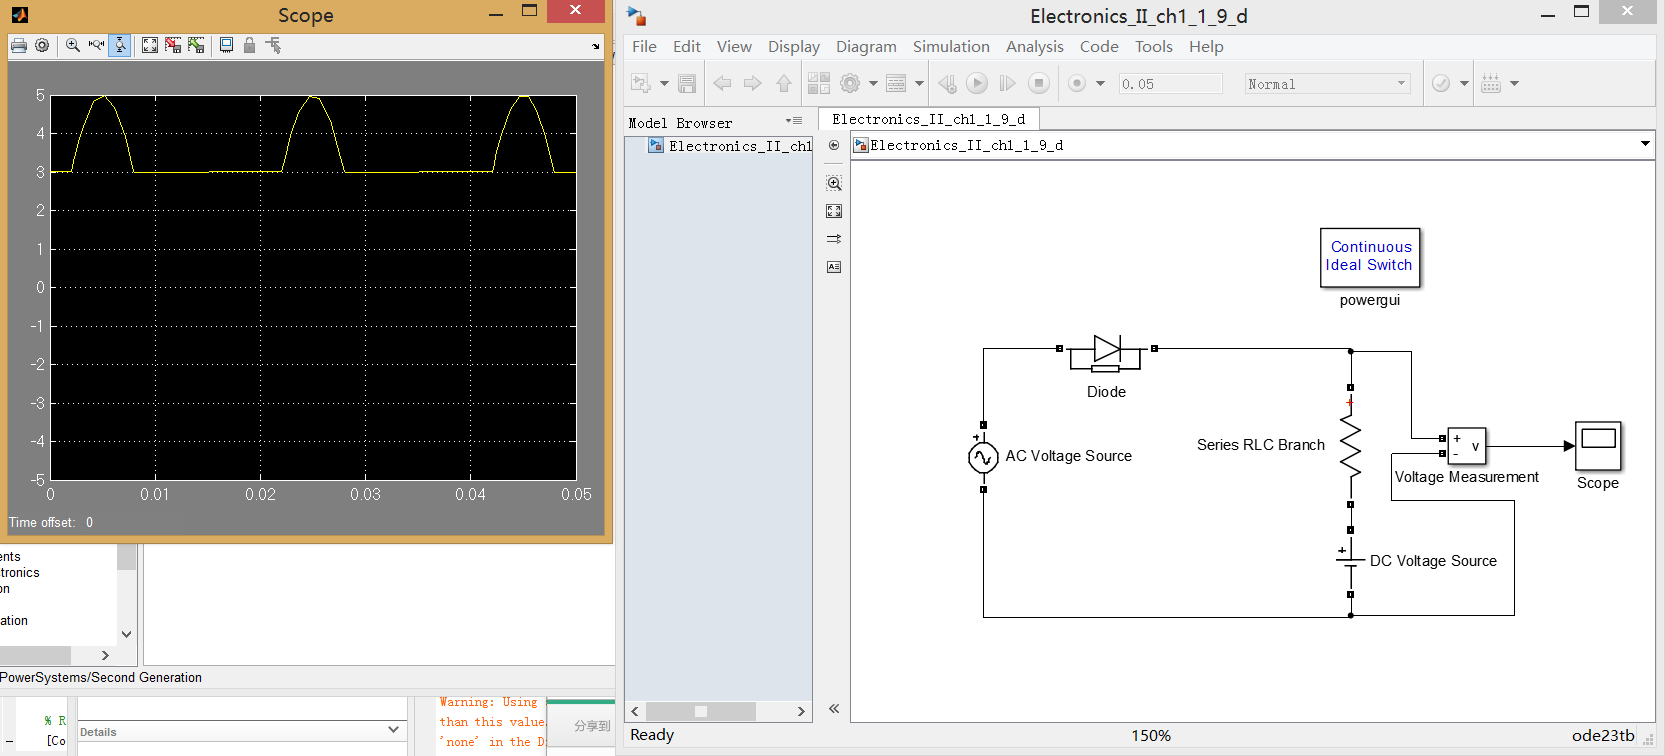 Scope
5
4
3
2
1
0
-1
-2
-3
-4
-5
0
0.01
0.02
0.03
0.04
0.05
Time offset: 0
ents
tronics
on
ation
PowerSystems/Second Generation
% R
[Co
Details
Warning: Using
than this value.
'none' in the D
分享到
Electronics_II_ch1_1_9_d
File Edit View Display Diagram Simulation Analysis Code Tools Help
0.05
Normal
Model Browser
Electronics_II_ch1
Electronics_II_ch1_1_9_d
Electronics_II_ch1_1_9_d
Continuous
Ideal Switch
powergui
Diode
AC Voltage Source
Series RLC Branch
+
-
v
Voltage Measurement
Scope
DC Voltage Source
Ready
150%
ode23tb